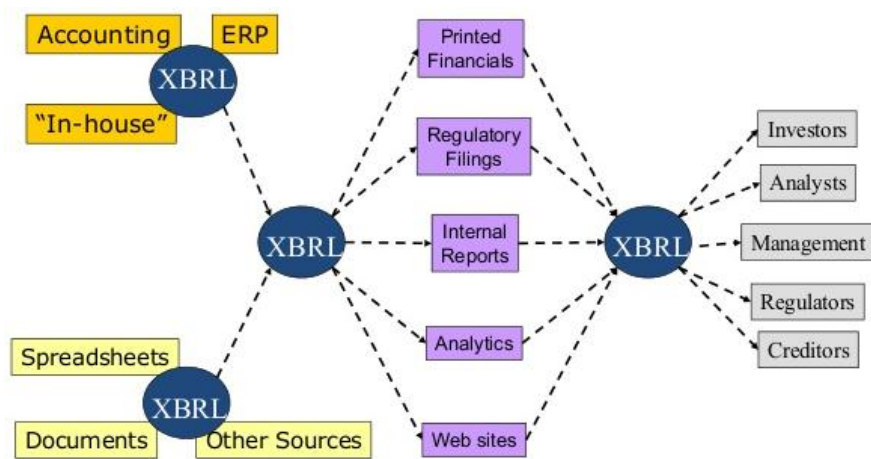 Accounting
ERP
XBRL
“In-house”
Spreadsheets
XBRL
Documents
Other Sources
XBRL
Printed
Financials
Regulatory
Filings
Internal
Reports
Analytics
Web sites
XBRL
Investors
Analysts
Management
Regulators
Creditors